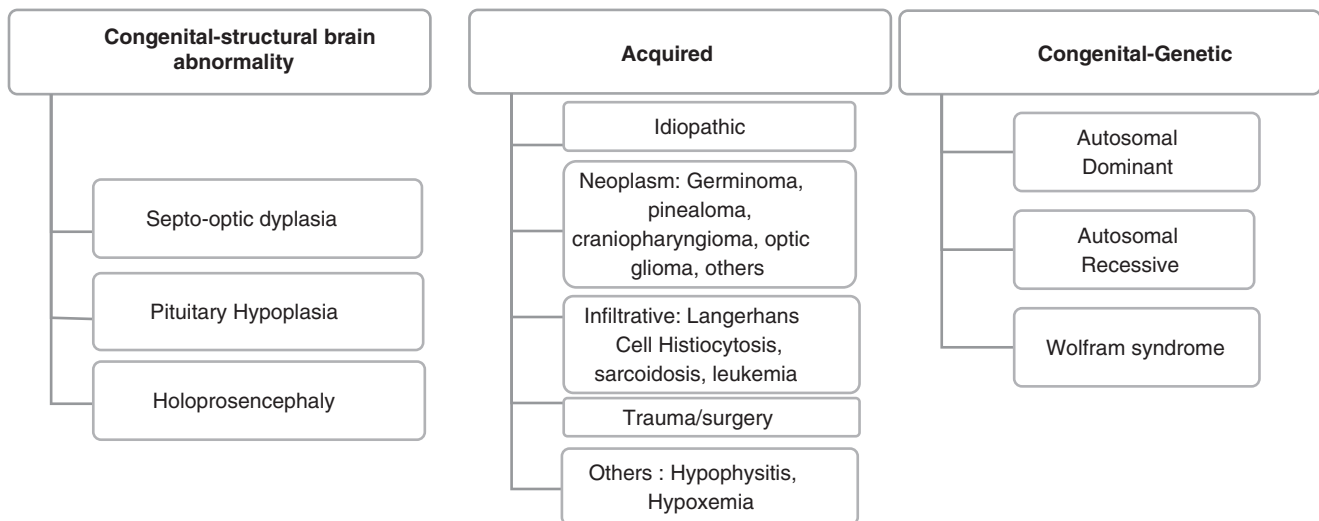 Congenital-structural brain
abnormality
Septo-optic dyplasia
Pituitary Hypoplasia
Holoprosencephaly
Acquired
Idiopathic
Neoplasm: Germinoma,
pinealoma,
craniopharyngioma, optic
glioma, others
Infiltrative: Langerhans
Cell Histiocytosis,
sarcoidosis, leukemia
Trauma/surgery
Others : Hypophysitis,
Hypoxemia
Congenital-Genetic
Autosomal
Dominant
Autosomal
Recessive
Wolfram syndrome